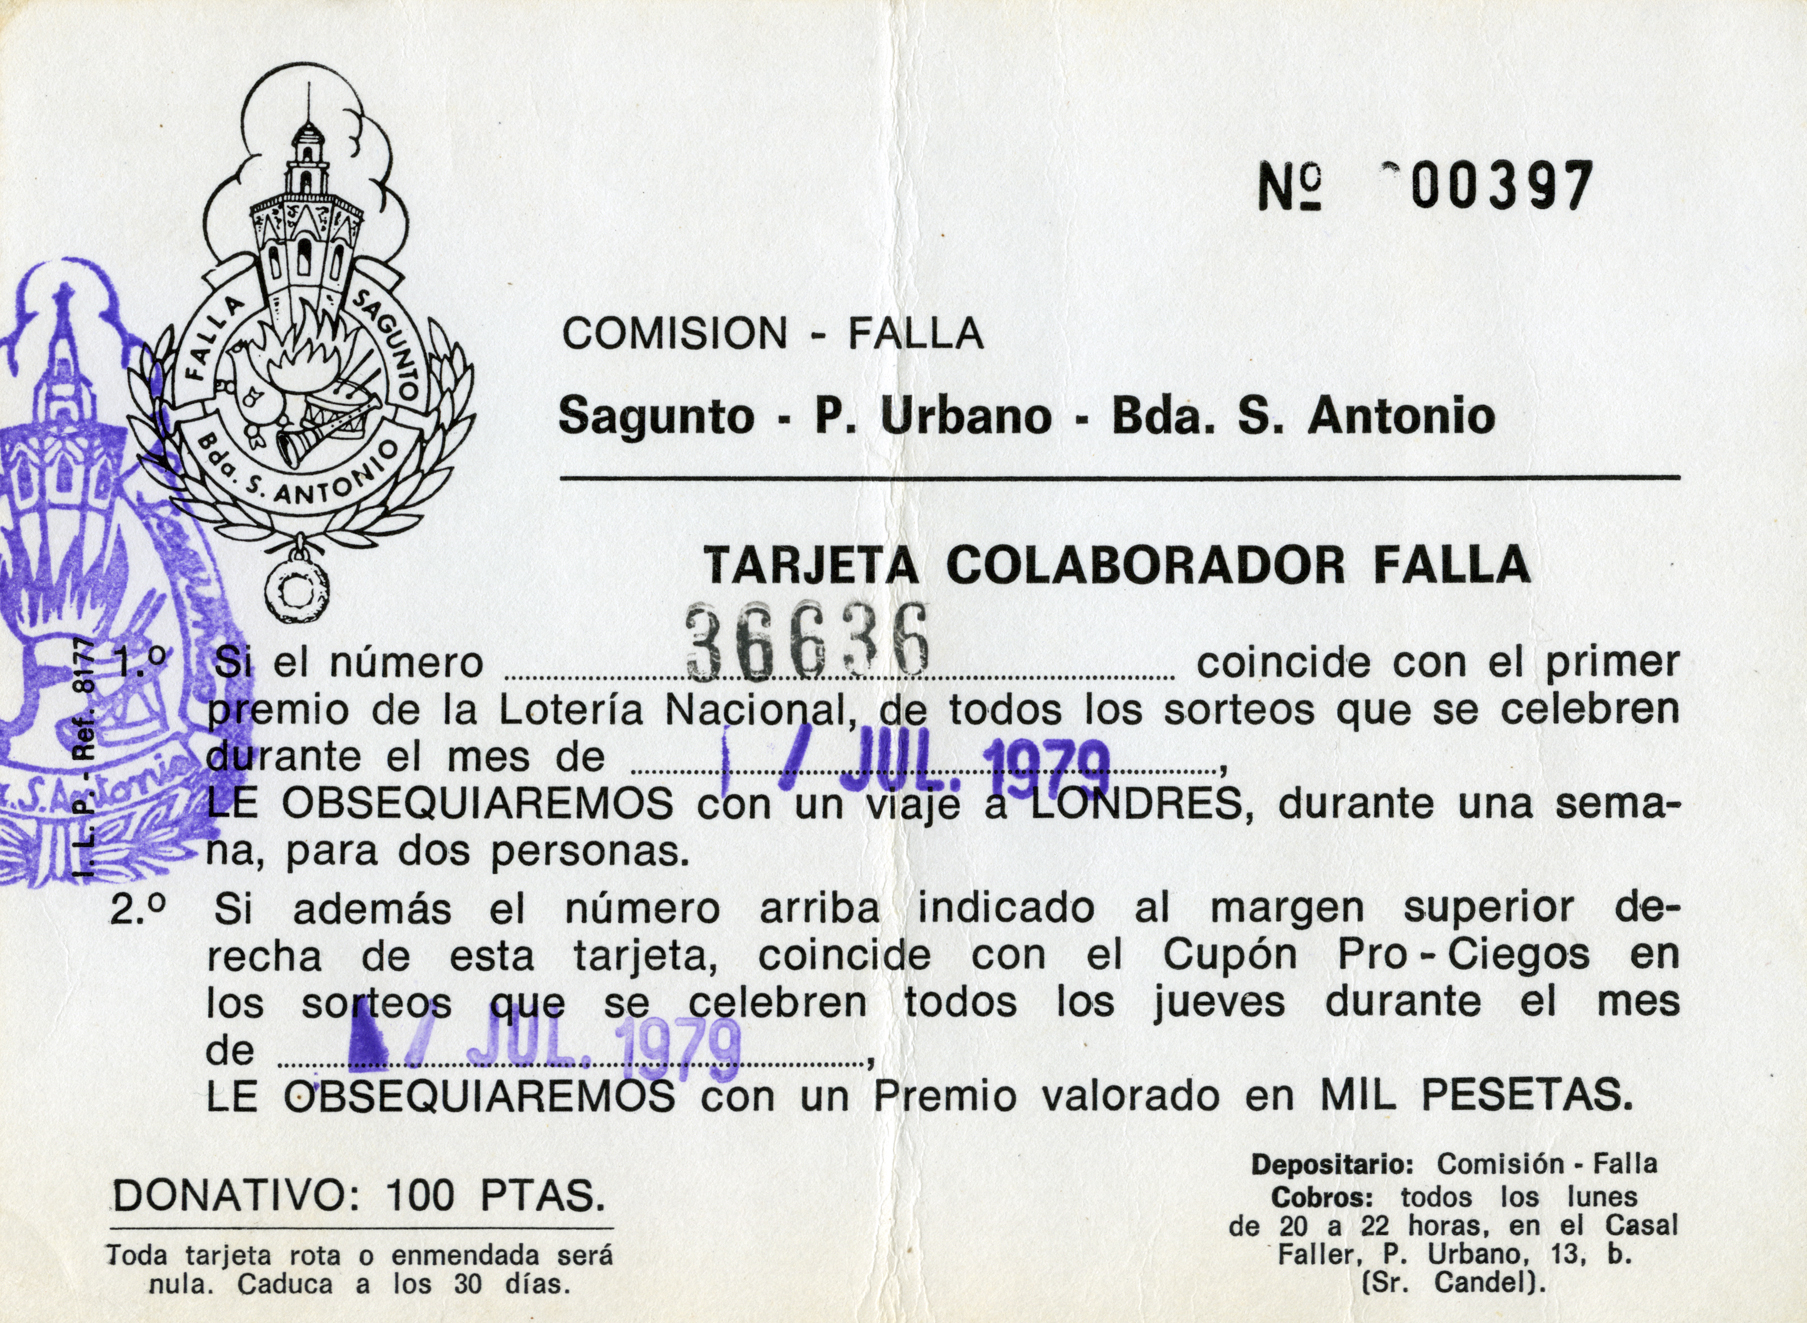 Nº 00397
FALLA SAGUNTO
Bda. S. ANTONIO
COMISION - FALLA
Sagunto - P. Urbano - Bda. S. Antonio
TARJETA COLABORADOR FALLA
36636
1.º Si el número ........ coincide con el primer
premio de la Lotería Nacional, de todos los sorteos que se celebren
durante el mes de ........,
JUL. 1979
LE OBSEQUIAREMOS con un viaje a LONDRES, durante una sema-
na, para dos personas.
2.º Si además el número arriba indicado al margen superior de-
recha de esta tarjeta, coincide con el Cupón Pro-Ciegos en
los sorteos que se celebren todos los jueves durante el mes
de ........,
JUL. 1979
LE OBSEQUIAREMOS con un Premio valorado en MIL PESETAS.
DONATIVO: 100 PTAS.
Toda tarjeta rota o enmendada será
nula. Caduca a los 30 días.
Depositario: Comisión - Falla
Cobros: todos los lunes
de 20 a 22 horas, en el Casal
Faller, P. Urbano, 13, b.
(Sr. Candel).
I. L. P. - Ref. 8177
S. Antonio